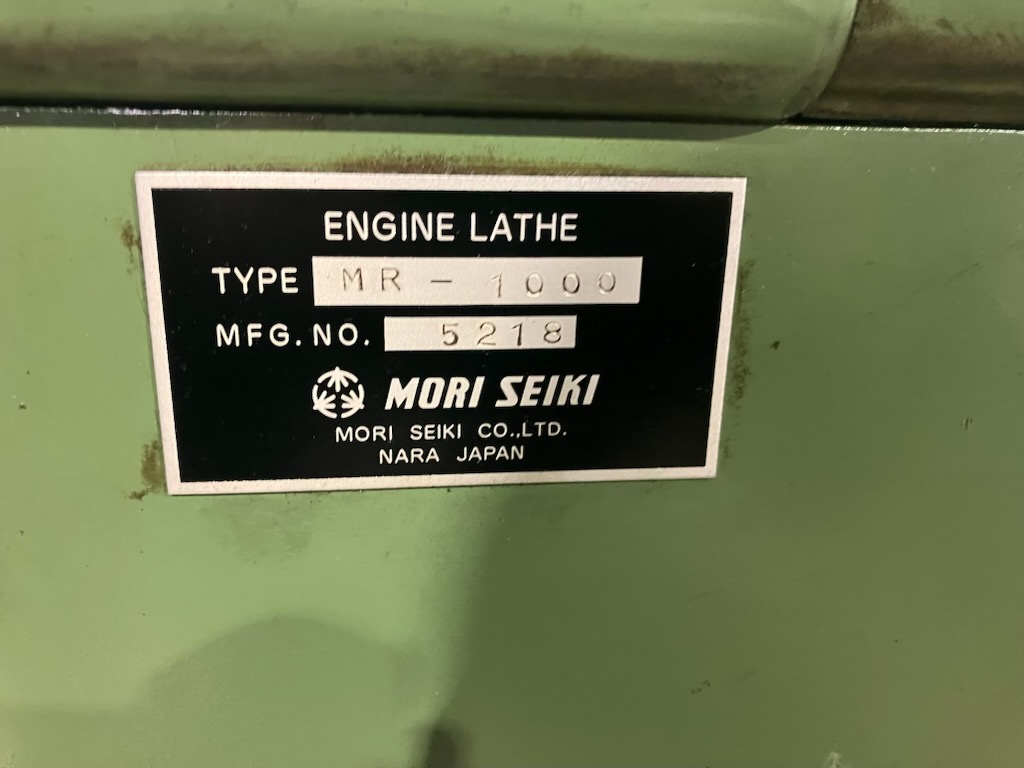 ENGINE LATHE
TYPE MR - 1000
MFG. NO. 5218
MORI SEIKI
MORI SEIKI CO.,LTD.
NARA JAPAN